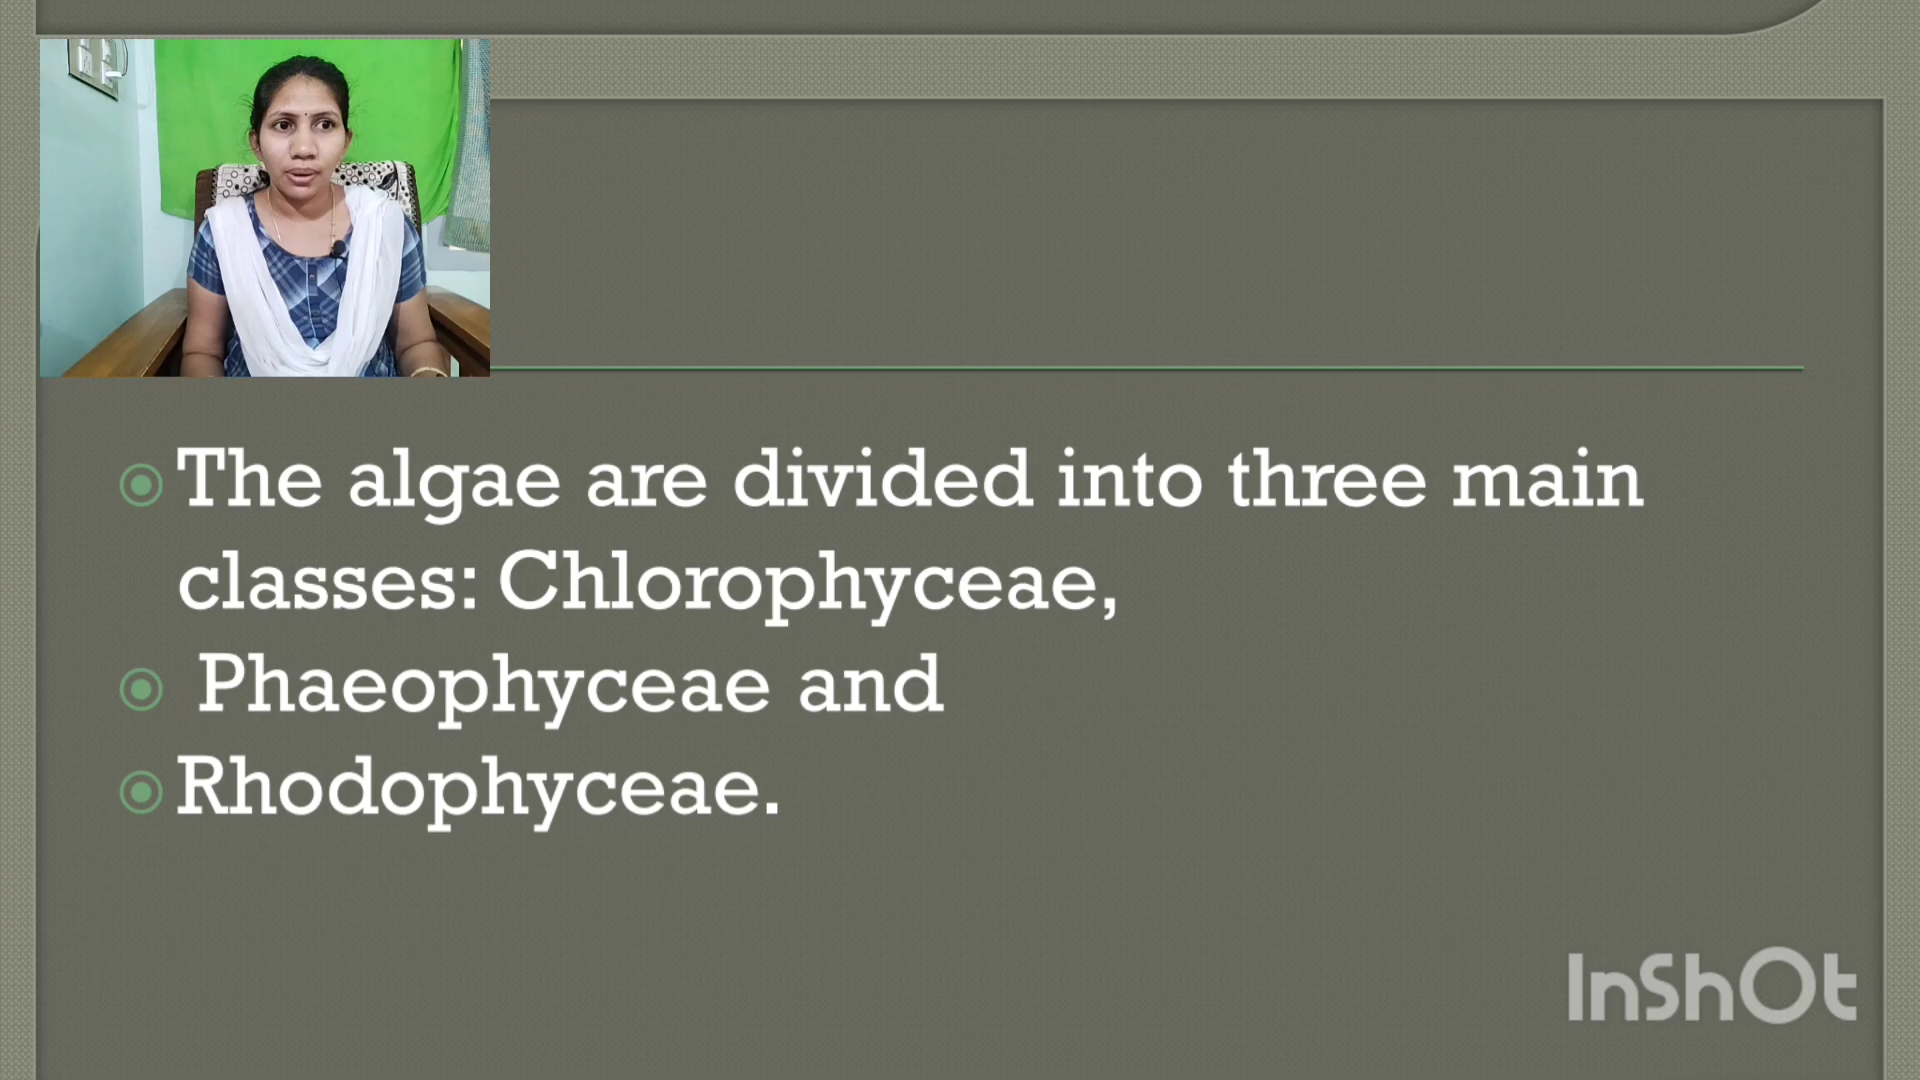 The algae are divided into three main
classes: Chlorophyceae,
Phaeophyceae and
Rhodophyceae.
InShOt